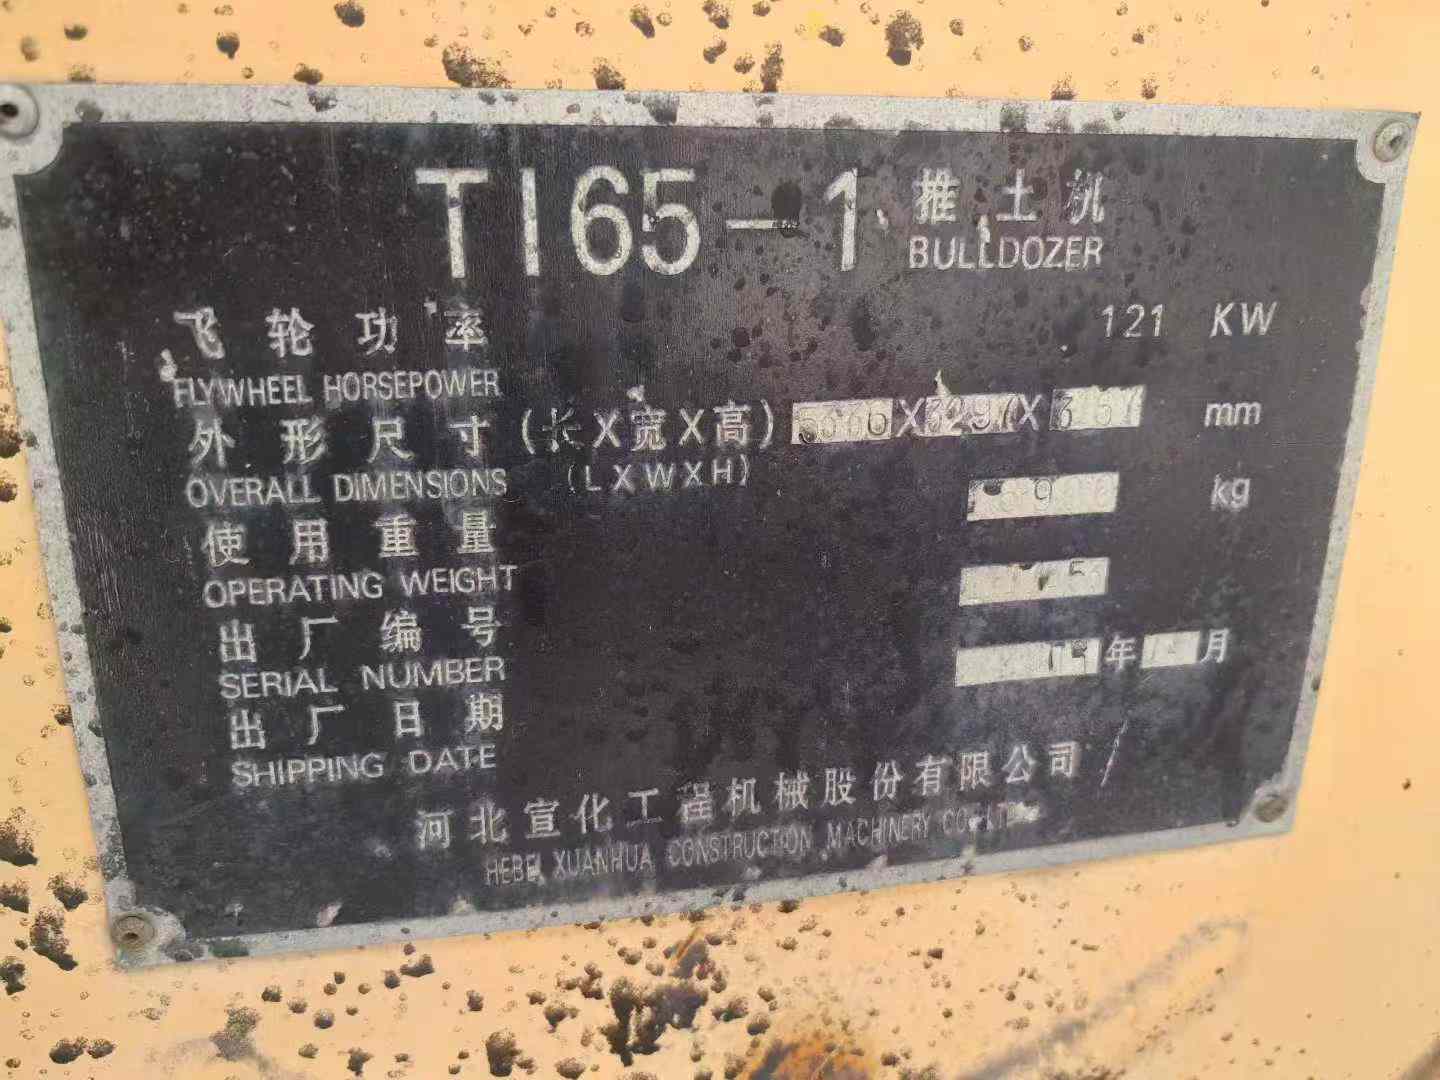 T165-1 推土机
BULLDOZER
飞轮功率 121 KW
FLYWHEEL HORSEPOWER
外形尺寸(长X宽X高) X3297X mm
OVERALL DIMENSIONS (LXWXH)
使用重量 kg
OPERATING WEIGHT
出厂编号
SERIAL NUMBER
出厂日期 年 月
SHIPPING DATE
河北宣化工程机械股份有限公司
HEBEI XUANHUA CONSTRUCTION MACHINERY CO. LTD